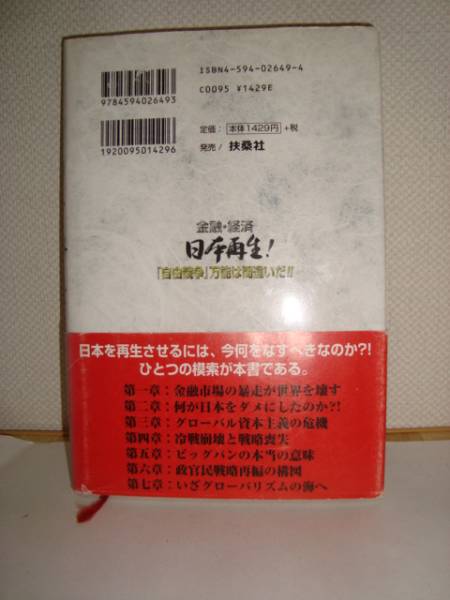 ISBN4-594-02649-4
C0095 ¥1429E
9784594026493
1920095014296
定価：本体1429円+税
発売／扶桑社
金融・経済
日本再生！
「自由競争」万能は間違いだ!!
日本を再生させるには、今何をなすべきなのか?!
ひとつの模索が本書である。
第一章：金融市場の暴走が世界を壊す
第二章：何が日本をダメにしたのか?!
第三章：グローバル資本主義の危機
第四章：冷戦崩壊と戦略喪失
第五章：ビッグバンの本当の意味
第六章：政官民戦略再編の構図
第七章：いざグローバリズムの海へ